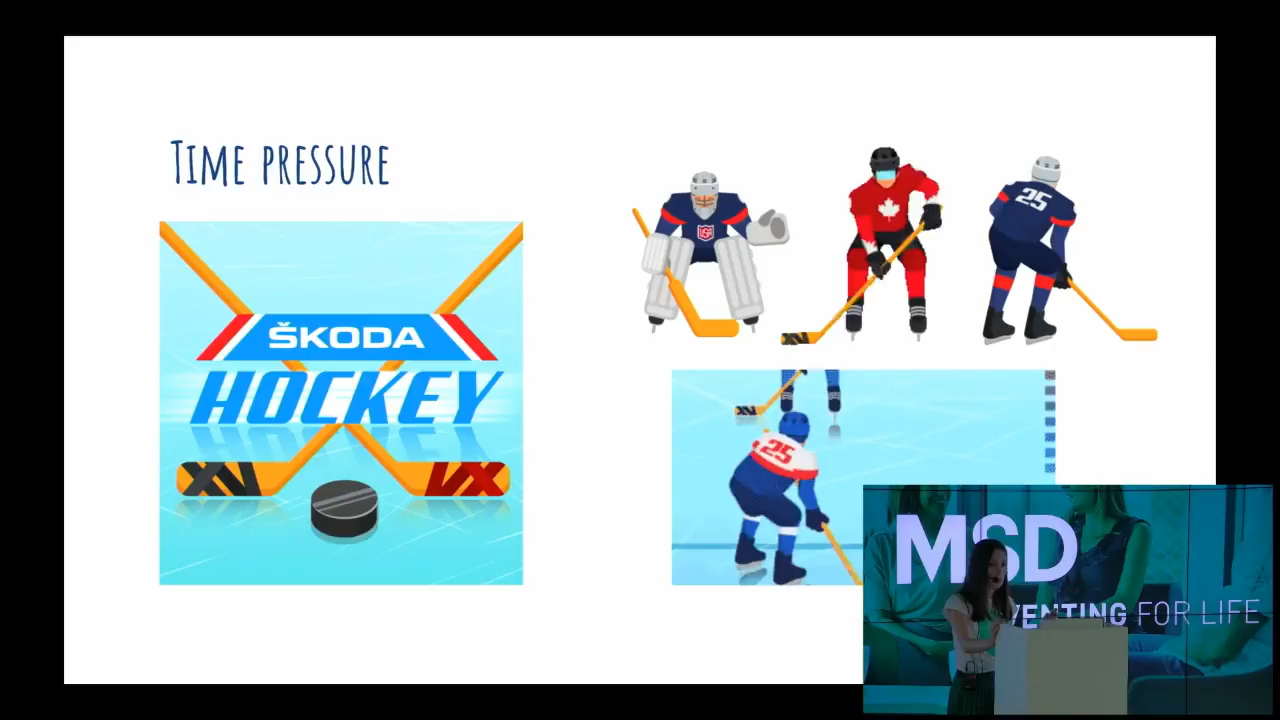 TIME PRESSURE
ŠKODA
HOCKEY
25
25
MSD
VENTING FOR LIFE